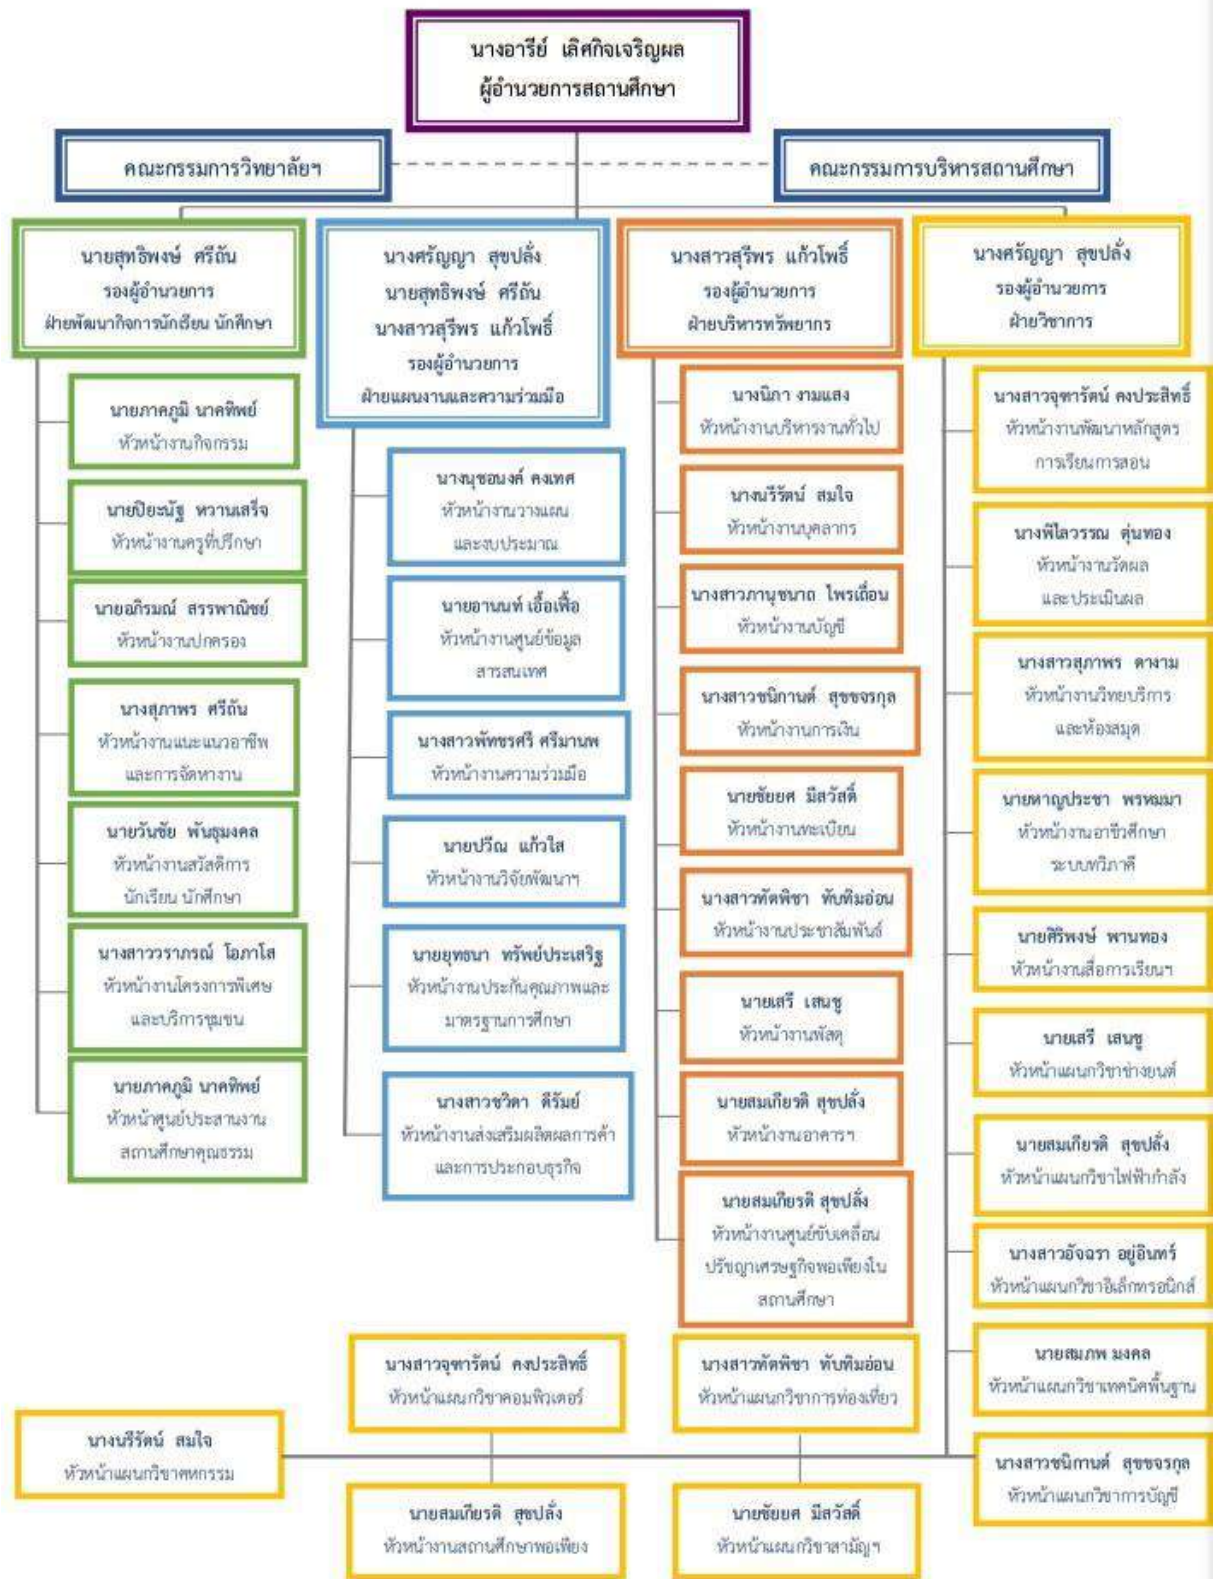 นางอารีย์ เลิศกิจเจริญผล
ผู้อำนวยการสถานศึกษา
คณะกรรมการวิทยาลัยฯ
คณะกรรมการบริหารสถานศึกษา
นายสุทธิพงษ์ ศรีถัน
รองผู้อำนวยการ
ฝ่ายพัฒนากิจการนักเรียน นักศึกษา
นายภาคภูมิ นาคทิพย์
หัวหน้างานกิจกรรม
นายปิยะนัฐ หวานเสร็จ
หัวหน้างานครูที่ปรึกษา
นายอภิรมณ์ สรรพาณิชย์
หัวหน้างานปกครอง
นางสุภาพร ศรีถัน
หัวหน้างานแนะแนวอาชีพ
และการจัดหางาน
นายวันชัย พันธุมงคล
หัวหน้างานสวัสดิการ
นักเรียน นักศึกษา
นางสาววราภรณ์ โอภาโส
หัวหน้างานโครงการพิเศษ
และบริการชุมชน
นายภาคภูมิ นาคทิพย์
หัวหน้าศูนย์ประสานงาน
สถานศึกษาคุณธรรม
นางศรัญญา สุขปลั่ง
นายสุทธิพงษ์ ศรีถัน
นางสาวสุรีพร แก้วโพธิ์
รองผู้อำนวยการ
ฝ่ายแผนงานและความร่วมมือ
นางนุชอนงค์ คงเทศ
หัวหน้างานวางแผน
และงบประมาณ
นายอานนท์ เอื้อเฟื้อ
หัวหน้างานศูนย์ข้อมูล
สารสนเทศ
นางสาวพัทชรศรี ศรีมานพ
หัวหน้างานความร่วมมือ
นายปวีณ แก้วใส
หัวหน้างานวิจัยพัฒนาฯ
นายยุทธนา ทรัพย์ประเสริฐ
หัวหน้างานประกันคุณภาพและ
มาตรฐานการศึกษา
นางสาวชวิดา ดีรัมย์
หัวหน้างานส่งเสริมผลิตผลการค้า
และการประกอบธุรกิจ
นางสาวสุรีพร แก้วโพธิ์
รองผู้อำนวยการ
ฝ่ายบริหารทรัพยากร
นางนิภา งามแสง
หัวหน้างานบริหารงานทั่วไป
นางนรีรัตน์ สมใจ
หัวหน้างานบุคลากร
นางสาวภานุชนาถ ไพรเถื่อน
หัวหน้างานบัญชี
นางสาวชนิกานต์ สุขขจรกุล
หัวหน้างานการเงิน
นายชัยยศ มีสวัสดิ์
หัวหน้างานทะเบียน
นางสาวทัดพิชา ทับทิมอ่อน
หัวหน้างานประชาสัมพันธ์
นายเสรี เสนชู
หัวหน้างานพัสดุ
นายสมเกียรติ สุขปลั่ง
หัวหน้างานอาคารฯ
นายสมเกียรติ สุขปลั่ง
หัวหน้างานศูนย์ขับเคลื่อน
ปรัชญาเศรษฐกิจพอเพียงใน
สถานศึกษา
นางศรัญญา สุขปลั่ง
รองผู้อำนวยการ
ฝ่ายวิชาการ
นางสาวจุฑารัตน์ คงประสิทธิ์
หัวหน้างานพัฒนาหลักสูตร
การเรียนการสอน
นางพิไลวรรณ ตุ่นทอง
หัวหน้างานวัดผล
และประเมินผล
นางสาวสุภาพร ตางาม
หัวหน้างานวิทยบริการ
และห้องสมุด
นายหาญประชา พรหมมา
หัวหน้างานอาชีวศึกษา
ระบบทวิภาคี
นายศิริพงษ์ พานทอง
หัวหน้างานสื่อการเรียนฯ
นายเสรี เสนชู
หัวหน้าแผนกวิชาช่างยนต์
นายสมเกียรติ สุขปลั่ง
หัวหน้าแผนกวิชาไฟฟ้ากำลัง
นางสาวอัจฉรา อยู่อินทร์
หัวหน้าแผนกวิชาอิเล็กทรอนิกส์
นายสมภพ มงคล
หัวหน้าแผนกวิชาเทคนิคพื้นฐาน
นางสาวชนิกานต์ สุขขจรกุล
หัวหน้าแผนกวิชาการบัญชี
นางสาวจุฑารัตน์ คงประสิทธิ์
หัวหน้าแผนกวิชาคอมพิวเตอร์
นางสาวทัดพิชา ทับทิมอ่อน
หัวหน้าแผนกวิชาการท่องเที่ยว
นางนรีรัตน์ สมใจ
หัวหน้าแผนกวิชาคหกรรม
นายสมเกียรติ สุขปลั่ง
หัวหน้างานสถานศึกษาพอเพียง
นายชัยยศ มีสวัสดิ์
หัวหน้าแผนกวิชาสามัญฯ